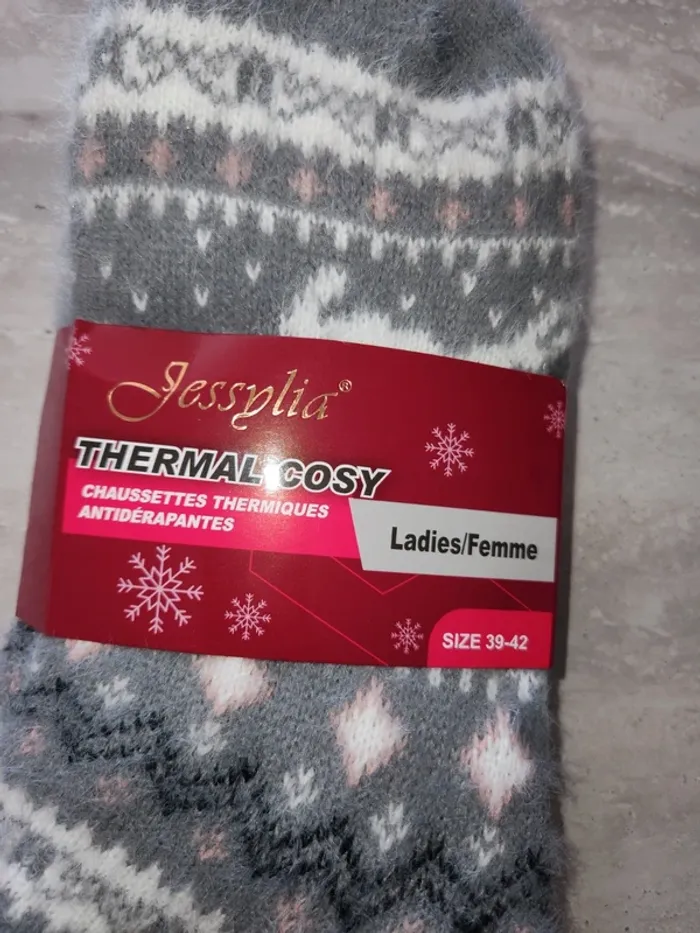 Jessylia®
THERMAL COSY
CHAUSSETTES THERMIQUES
ANTIDÉRAPANTES
Ladies/Femme
SIZE 39-42